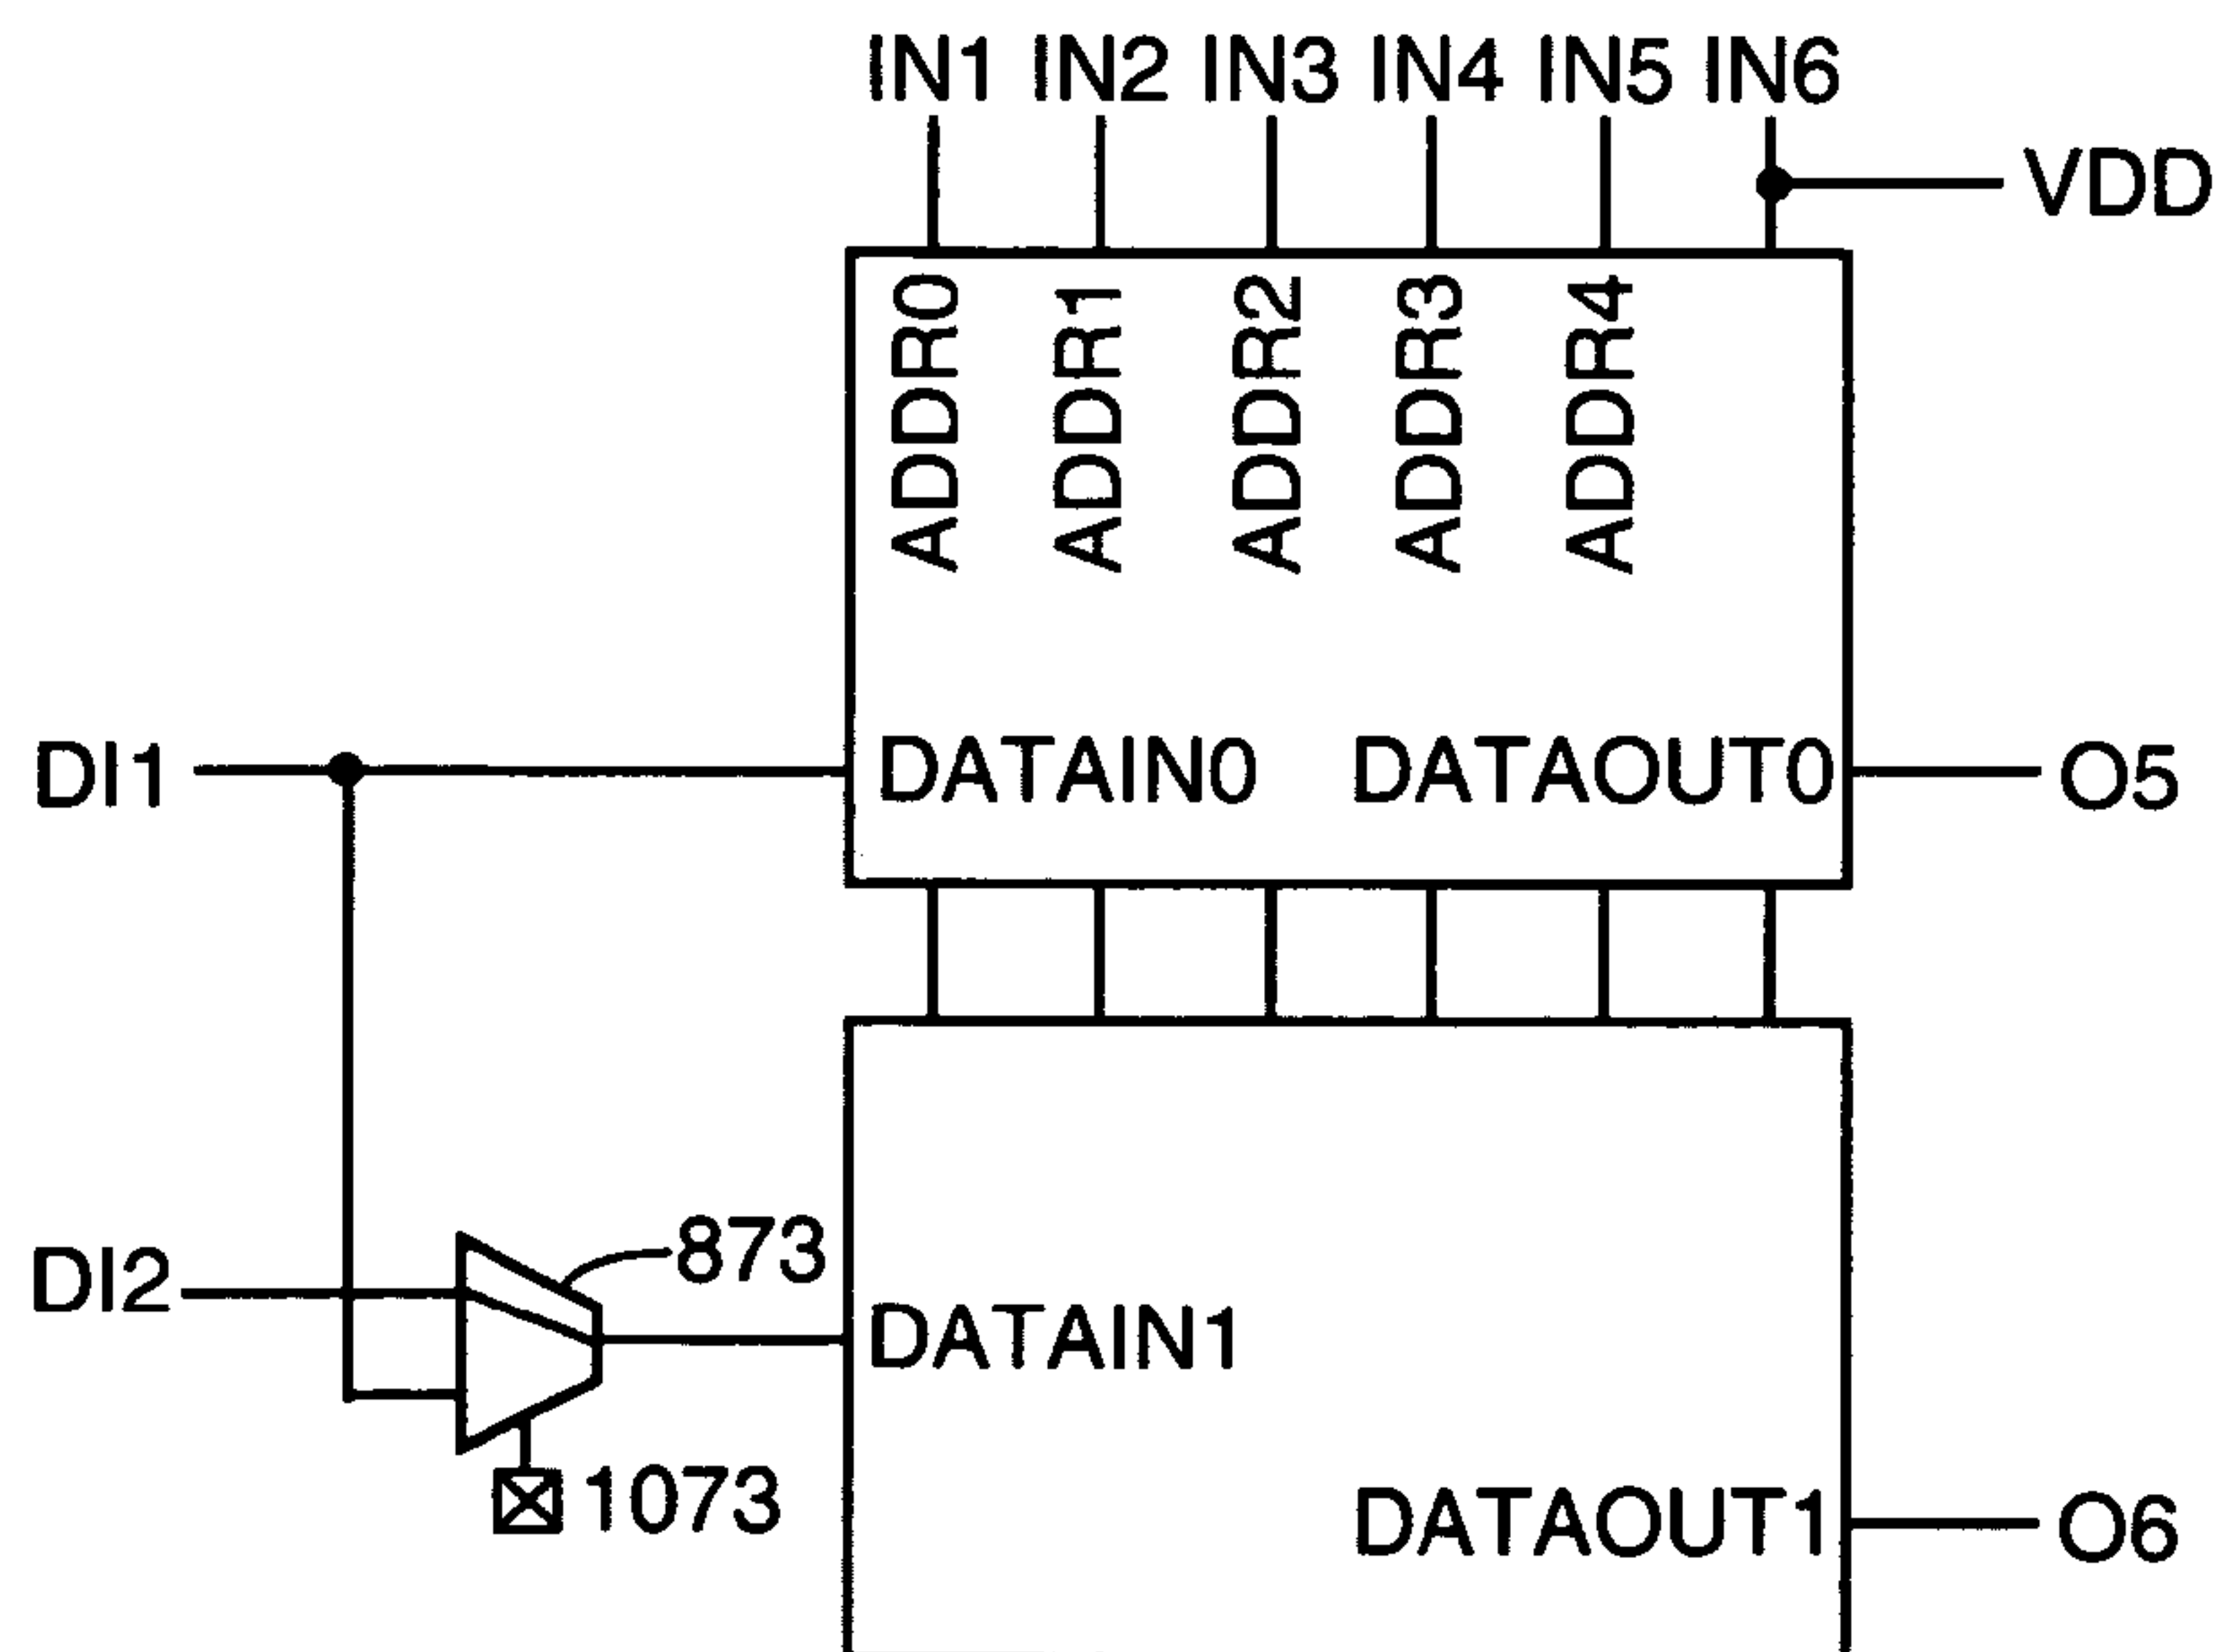 IN1 IN2 IN3 IN4 IN5 IN6
VDD
ADDR0
ADDR1
ADDR2
ADDR3
ADDR4
DI1
DATAIN0
DATAOUT0
O5
DI2
873
DATAIN1
1073
DATAOUT1
O6